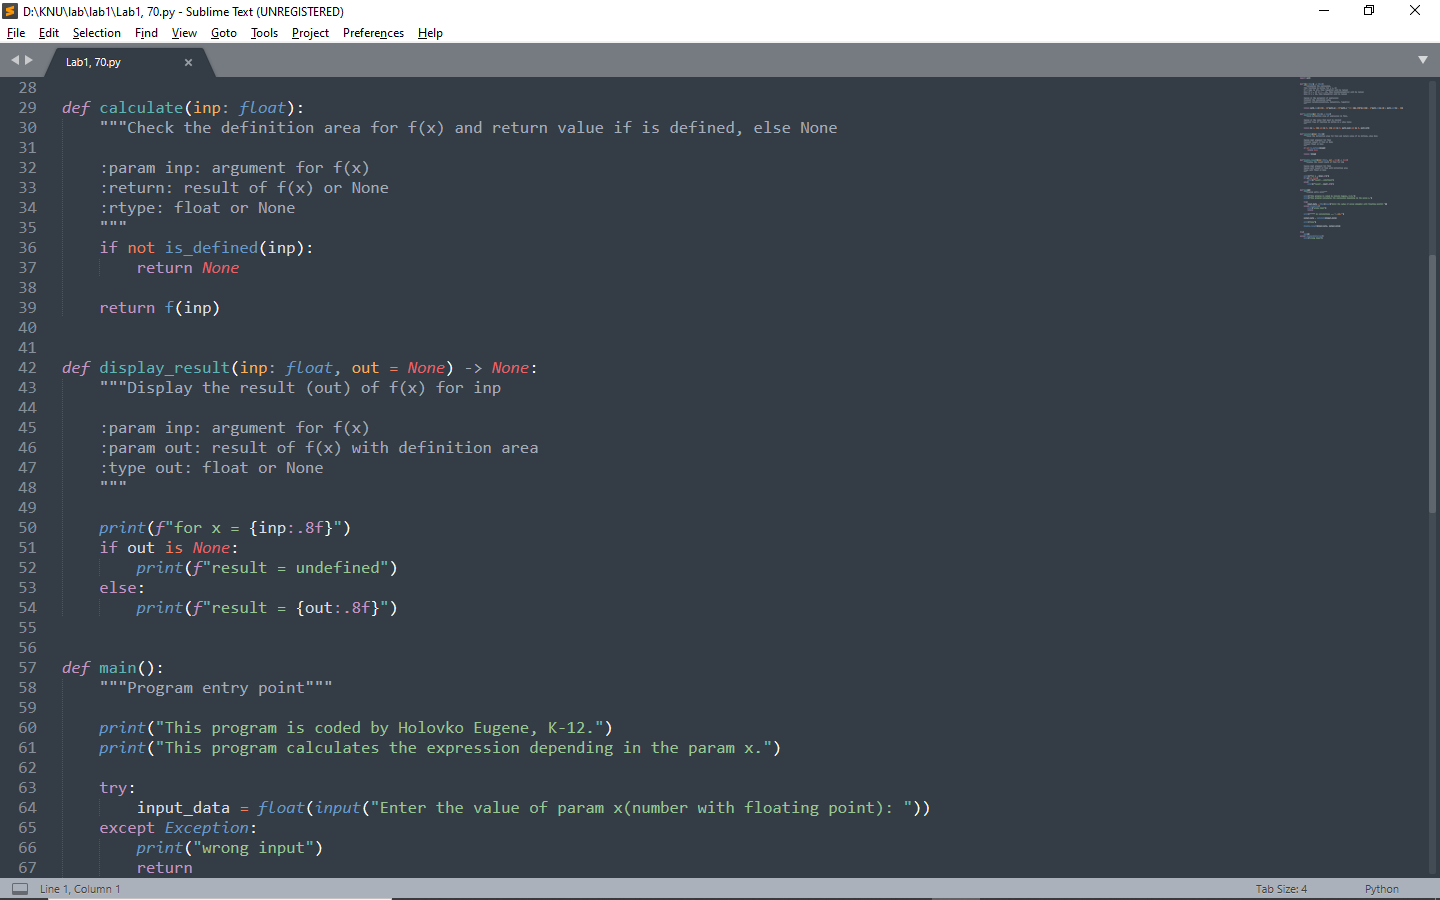 D:\KNU\lab\lab1\Lab1, 70.py - Sublime Text (UNREGISTERED)
File Edit Selection Find View Goto Tools Project Preferences Help
Lab1, 70.py ×
28
29 def calculate(inp: float):
30 """Check the definition area for f(x) and return value if is defined, else None
31
32 :param inp: argument for f(x)
33 :return: result of f(x) or None
34 :rtype: float or None
35 """
36 if not is_defined(inp):
37 return None
38
39 return f(inp)
40
41
42 def display_result(inp: float, out = None) -> None:
43 """Display the result (out) of f(x) for inp
44
45 :param inp: argument for f(x)
46 :param out: result of f(x) with definition area
47 :type out: float or None
48 """
49
50 print(f"for x = {inp:.8f}")
51 if out is None:
52 print(f"result = undefined")
53 else:
54 print(f"result = {out:.8f}")
55
56
57 def main():
58 """Program entry point"""
59
60 print("This program is coded by Holovko Eugene, K-12.")
61 print("This program calculates the expression depending in the param x.")
62
63 try:
64 input_data = float(input("Enter the value of param x(number with floating point): "))
65 except Exception:
66 print("wrong input")
67 return
Line 1, Column 1 Tab Size: 4 Python